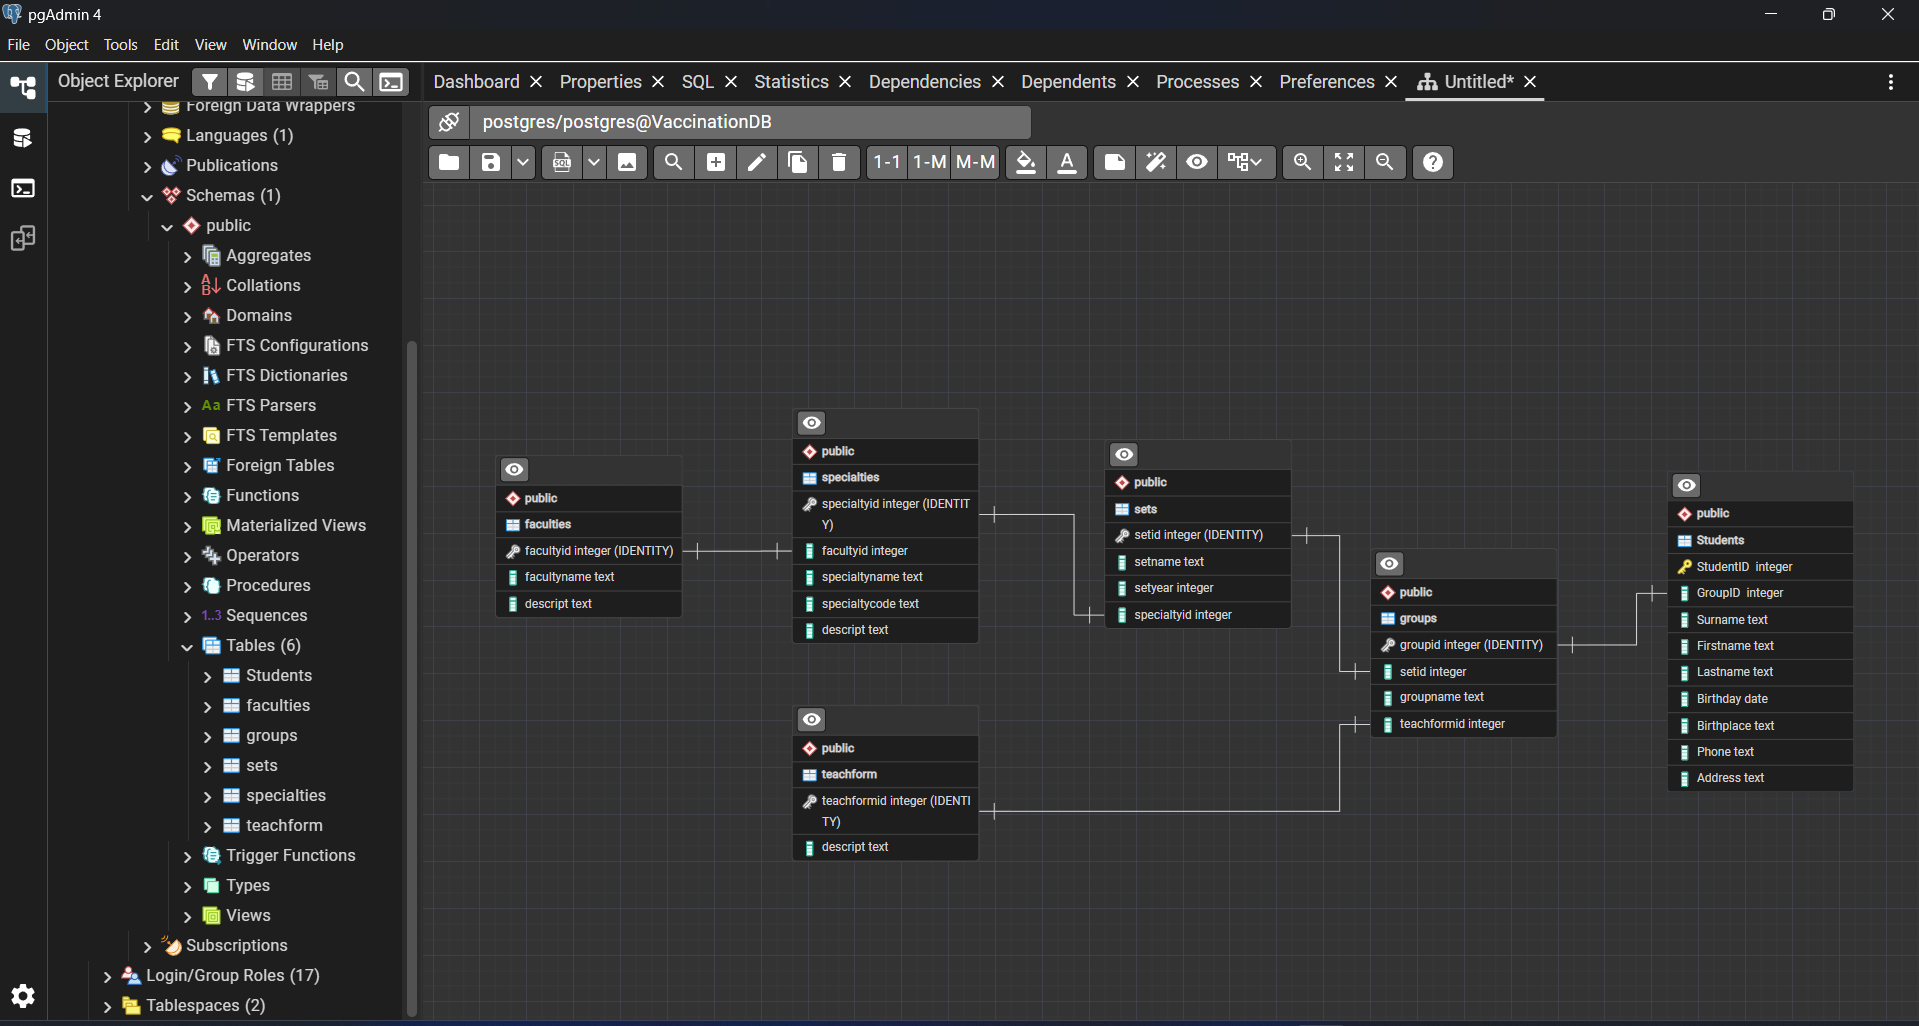 pgAdmin 4
File Object Tools Edit View Window Help
Object Explorer
Dashboard Properties SQL Statistics Dependencies Dependents Processes Preferences Untitled*
postgres/postgres@VaccinationDB
SQL 1-1 1-M M-M A
Foreign Data Wrappers
Languages (1)
Publications
Schemas (1)
public
Aggregates
Collations
Domains
FTS Configurations
FTS Dictionaries
Aa FTS Parsers
FTS Templates
Foreign Tables
Functions
Materialized Views
Operators
Procedures
1..3 Sequences
Tables (6)
Students
faculties
groups
sets
specialties
teachform
Trigger Functions
Types
Views
Subscriptions
Login/Group Roles (17)
Tablespaces (2)
public
faculties
facultyid integer (IDENTITY)
facultyname text
descript text
public
specialties
specialtyid integer (IDENTIT
Y)
facultyid integer
specialtyname text
specialtycode text
descript text
public
teachform
teachformid integer (IDENTI
TY)
descript text
public
sets
setid integer (IDENTITY)
setname text
setyear integer
specialtyid integer
public
groups
groupid integer (IDENTITY)
setid integer
groupname text
teachformid integer
public
Students
StudentID integer
GroupID integer
Surname text
Firstname text
Lastname text
Birthday date
Birthplace text
Phone text
Address text